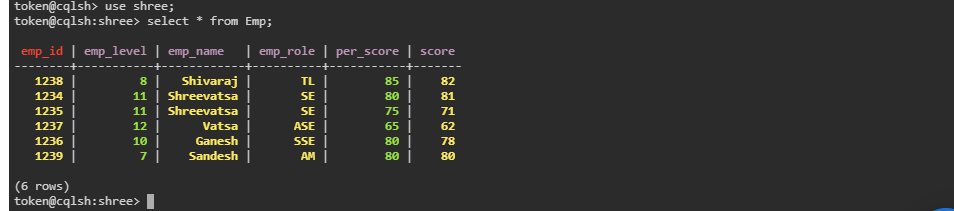 token@cqlsh> use shree;
token@cqlsh:shree> select * from Emp;
emp_id | emp_level | emp_name | emp_role | per_score | score
--------+-----------+------------+----------+-----------+-------
1238 | 8 | Shivaraj | TL | 85 | 82
1234 | 11 | Shreevatsa | SE | 80 | 81
1235 | 11 | Shreevatsa | SE | 75 | 71
1237 | 12 | Vatsa | ASE | 65 | 62
1236 | 10 | Ganesh | SSE | 80 | 78
1239 | 7 | Sandesh | AM | 80 | 80
(6 rows)
token@cqlsh:shree>